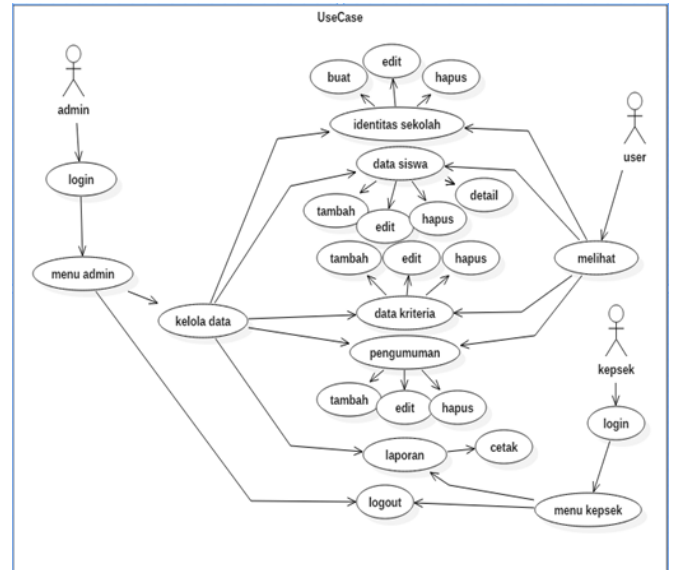 UseCase
edit
buat
hapus
admin
identitas sekolah
user
data siswa
login
detail
tambah
hapus
edit
tambah
edit
hapus
melihat
menu admin
kelola data
data kriteria
pengumuman
kepsek
tambah
edit
hapus
login
cetak
laporan
logout
menu kepsek